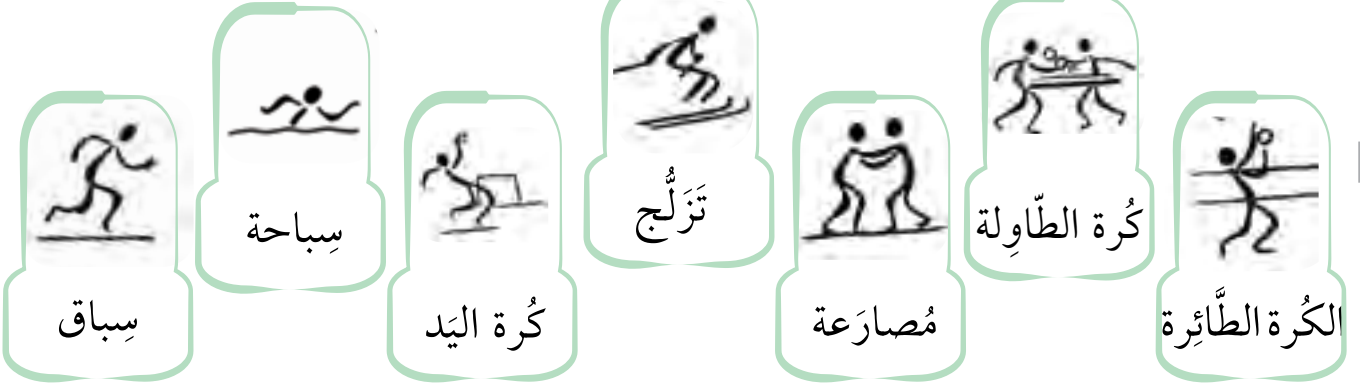 الكُرة الطَّائِرة
كُرة الطّاوِلة
مُصارَعة
تَزَلُّج
كُرة اليَد
سِباحة
سِباق